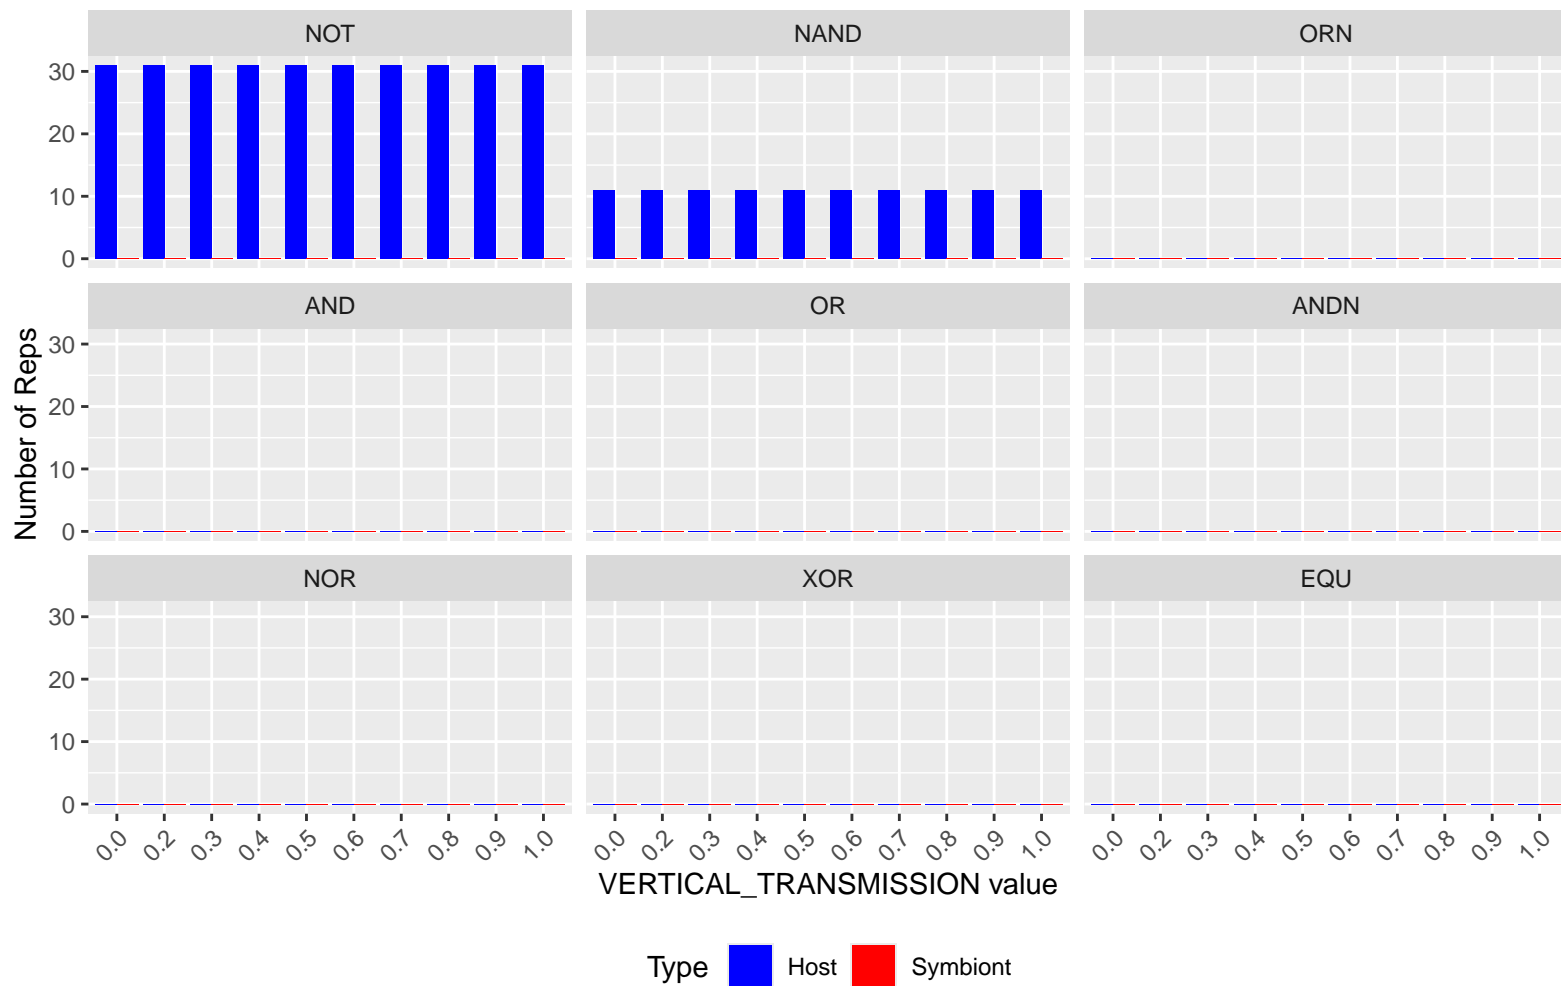 NOT NAND ORN
30
20
10
0
AND OR ANDN
30
20
10
0
Number of Reps
NOR XOR EQU
30
20
10
0
0.0 0.2 0.3 0.4 0.5 0.6 0.7 0.8 0.9 1.0 0.0 0.2 0.3 0.4 0.5 0.6 0.7 0.8 0.9 1.0 0.0 0.2 0.3 0.4 0.5 0.6 0.7 0.8 0.9 1.0
VERTICAL_TRANSMISSION value
Type Host Symbiont